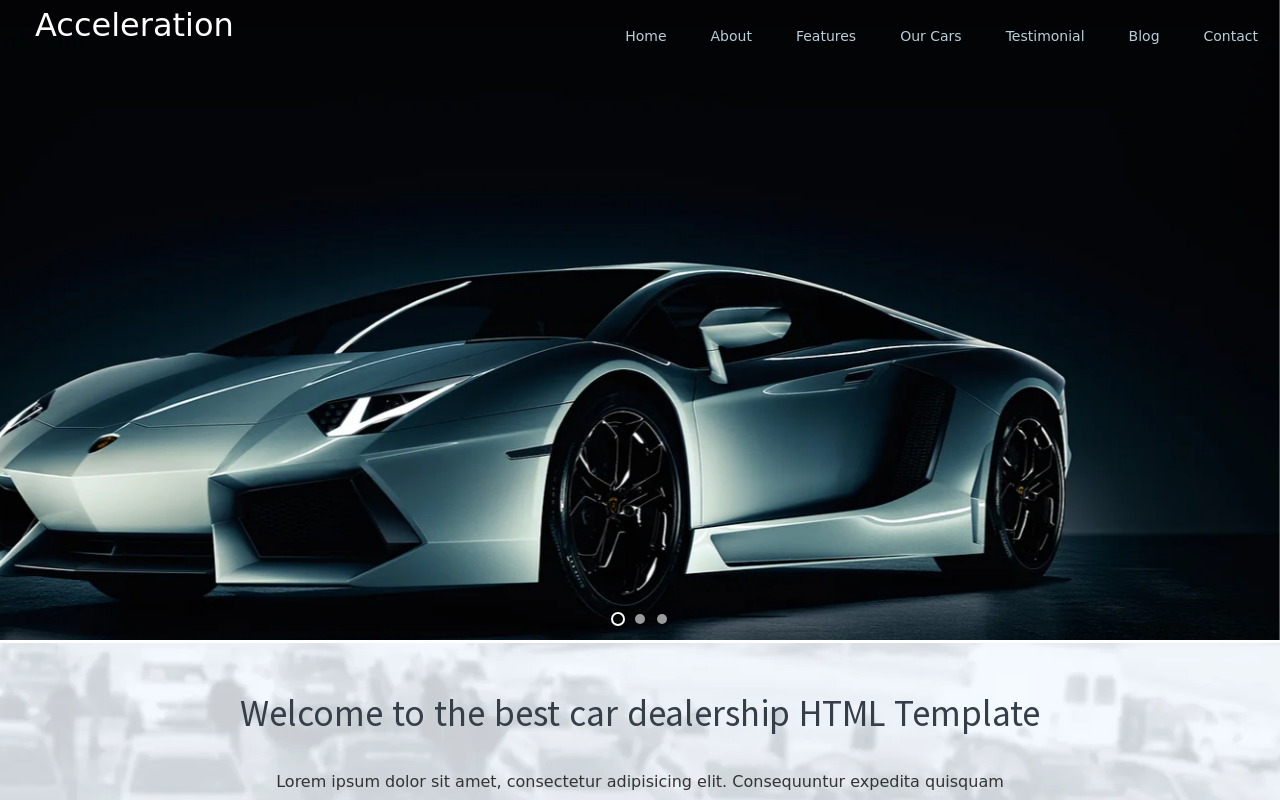 Acceleration
Home About Features Our Cars Testimonial Blog Contact
Welcome to the best car dealership HTML Template
Lorem ipsum dolor sit amet, consectetur adipisicing elit. Consequuntur expedita quisquam